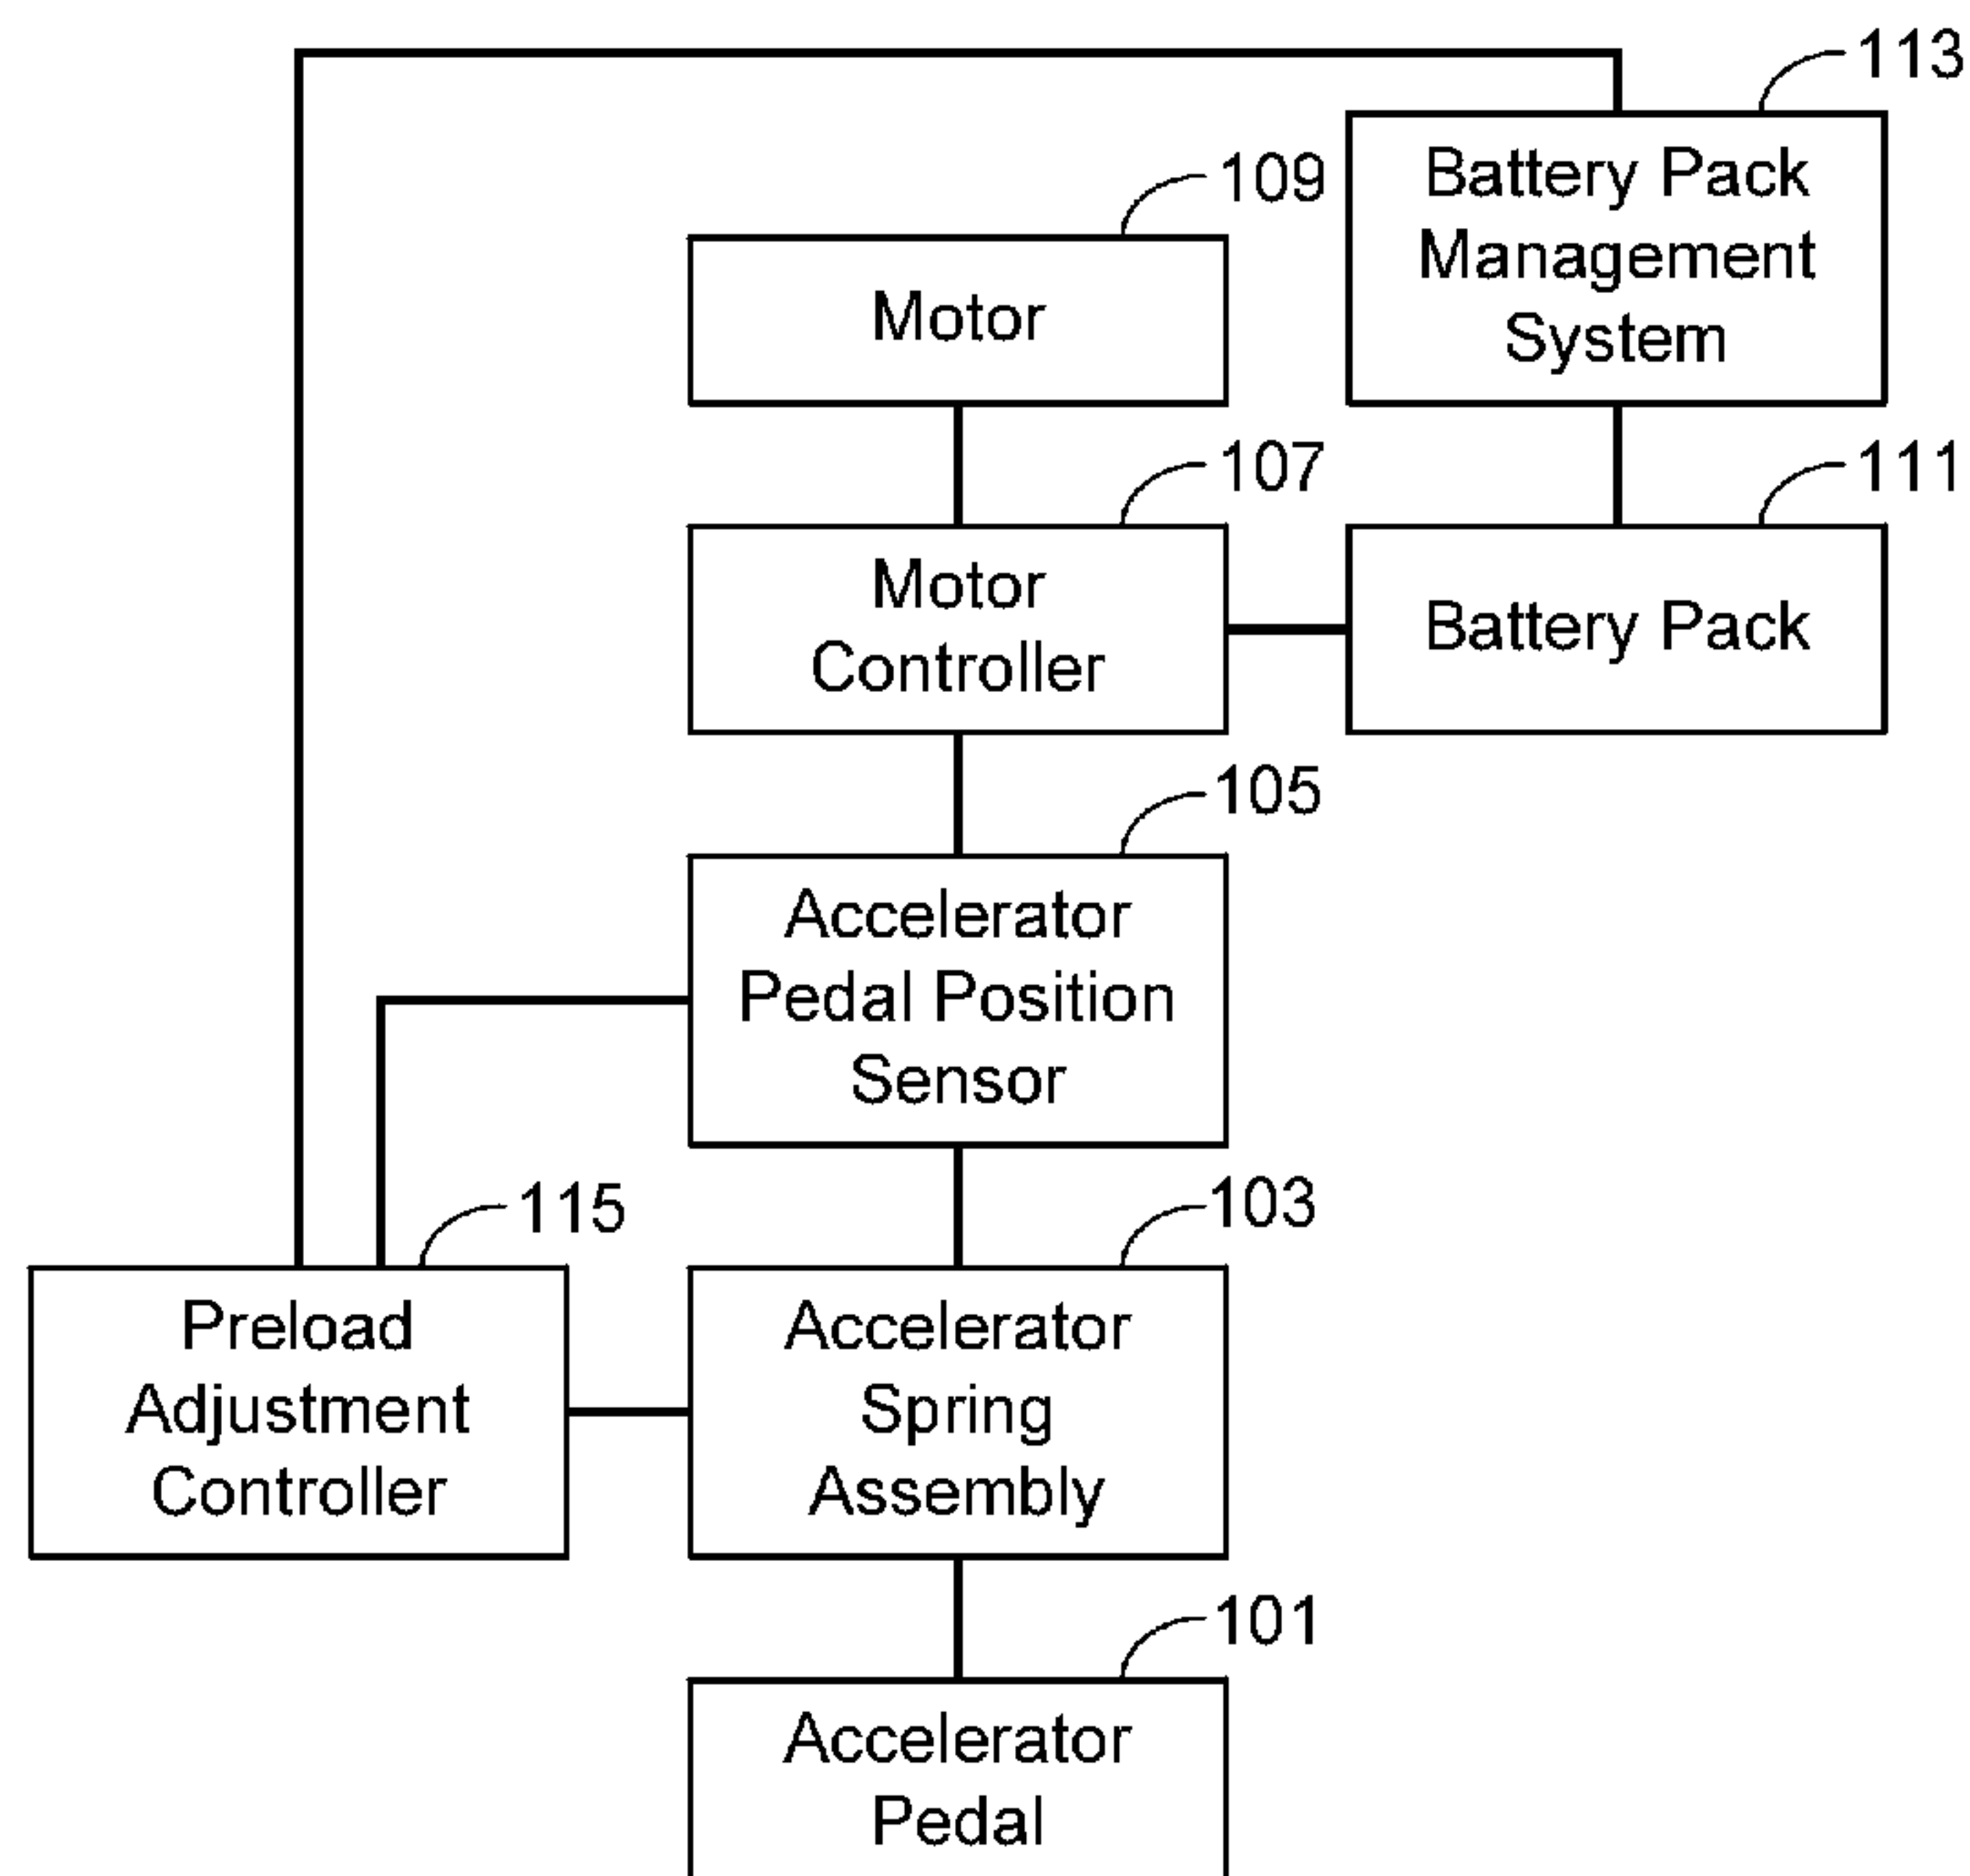 113
Battery Pack
Management
System
109
Motor
107
Motor
Controller
111
Battery Pack
105
Accelerator
Pedal Position
Sensor
115
Preload
Adjustment
Controller
103
Accelerator
Spring
Assembly
101
Accelerator
Pedal